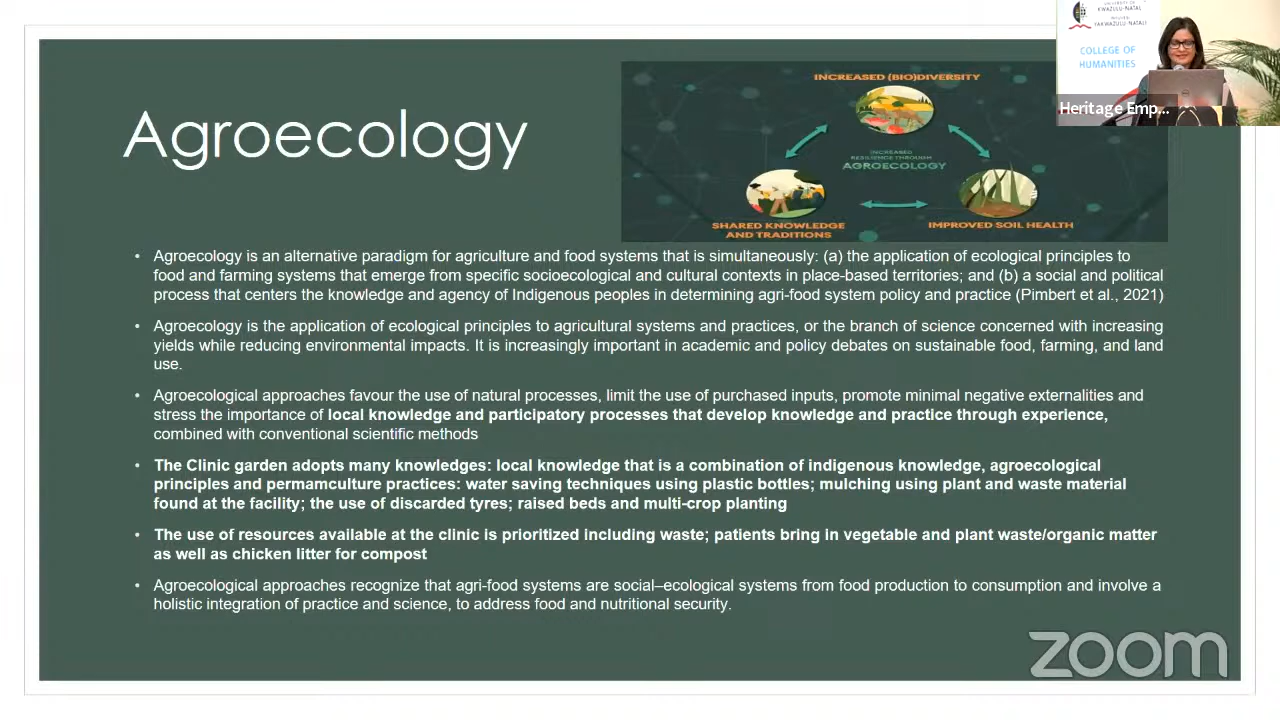 Agroecology
INCREASED (BIO)DIVERSITY
INCREASED
RESILIENCE THROUGH
AGROECOLOGY
SHARED KNOWLEDGE
AND TRADITIONS
IMPROVED SOIL HEALTH
UNIVERSITY OF
KWAZULU-NATAL
INYUVESI
YAKWAZULU-NATALI
COLLEGE OF
HUMANITIES
Heritage Emp...
• Agroecology is an alternative paradigm for agriculture and food systems that is simultaneously: (a) the application of ecological principles to
food and farming systems that emerge from specific socioecological and cultural contexts in place-based territories; and (b) a social and political
process that centers the knowledge and agency of Indigenous peoples in determining agri-food system policy and practice (Pimbert et al., 2021)
• Agroecology is the application of ecological principles to agricultural systems and practices, or the branch of science concerned with increasing
yields while reducing environmental impacts. It is increasingly important in academic and policy debates on sustainable food, farming, and land
use.
• Agroecological approaches favour the use of natural processes, limit the use of purchased inputs, promote minimal negative externalities and
stress the importance of local knowledge and participatory processes that develop knowledge and practice through experience,
combined with conventional scientific methods
• The Clinic garden adopts many knowledges: local knowledge that is a combination of indigenous knowledge, agroecological
principles and permamculture practices: water saving techniques using plastic bottles; mulching using plant and waste material
found at the facility; the use of discarded tyres; raised beds and multi-crop planting
• The use of resources available at the clinic is prioritized including waste; patients bring in vegetable and plant waste/organic matter
as well as chicken litter for compost
• Agroecological approaches recognize that agri-food systems are social–ecological systems from food production to consumption and involve a
holistic integration of practice and science, to address food and nutritional security.
zoom